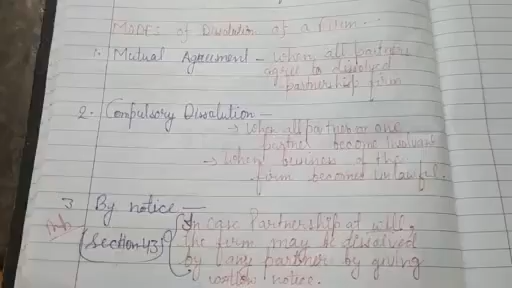 MODES of Dissolution of a Firm
1. Mutual Agreement - When all partners
agree to dissolved
partnership firm
2. Compulsory Dissolution -
→ When all partner or one
partner become insolvent
→ When business of the
firm becomes unlawful.
3 By notice -
(Section 43) In case Partnership at will,
the firm may be dissolved
by any partner by giving
notice.